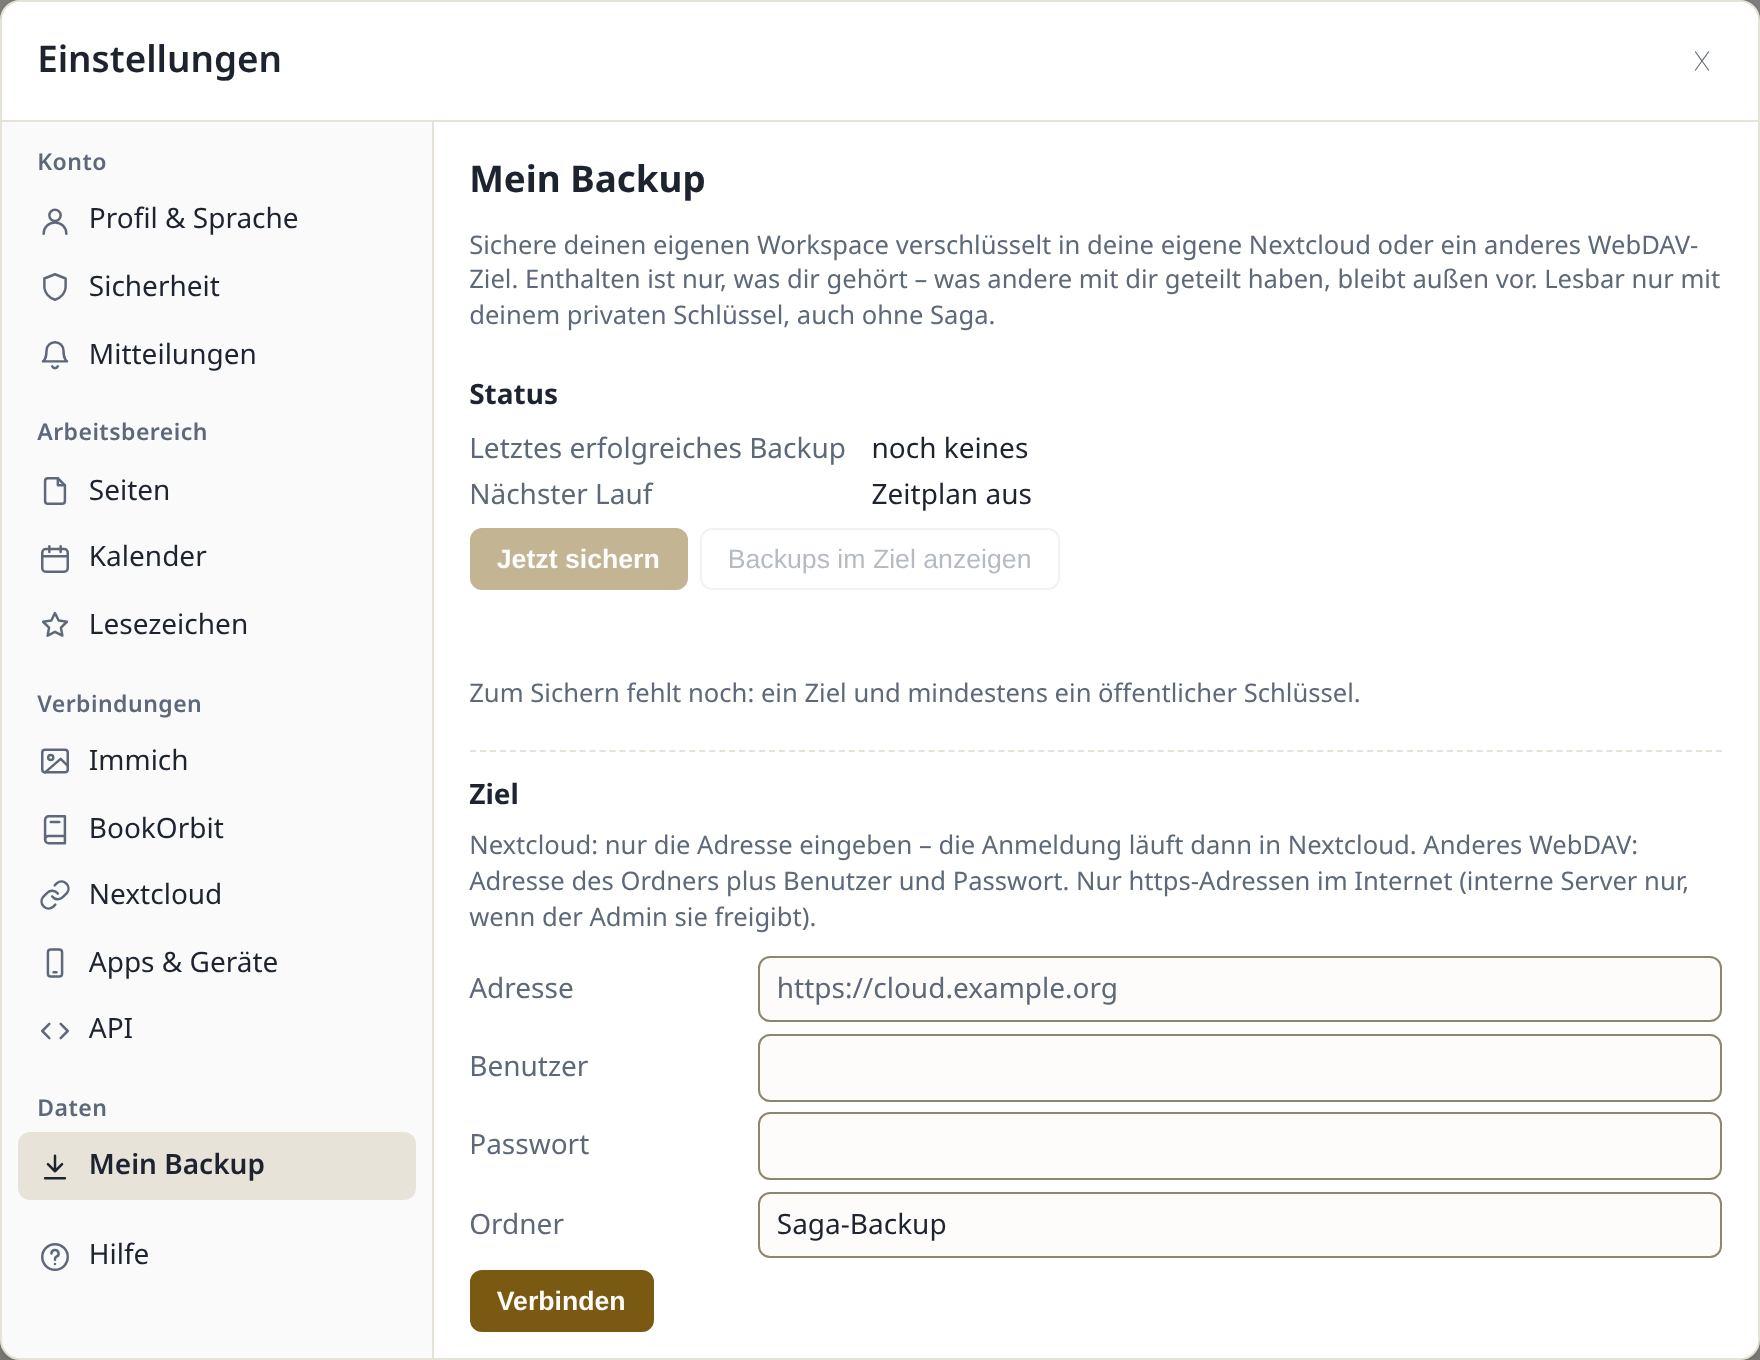 Einstellungen
X
Konto
Profil & Sprache
Sicherheit
Mitteilungen
Arbeitsbereich
Seiten
Kalender
Lesezeichen
Verbindungen
Immich
BookOrbit
Nextcloud
Apps & Geräte
API
Daten
Mein Backup
Hilfe
Mein Backup
Sichere deinen eigenen Workspace verschlüsselt in deine eigene Nextcloud oder ein anderes WebDAV-
Ziel. Enthalten ist nur, was dir gehört – was andere mit dir geteilt haben, bleibt außen vor. Lesbar nur mit
deinem privaten Schlüssel, auch ohne Saga.
Status
Letztes erfolgreiches Backup noch keines
Nächster Lauf Zeitplan aus
Jetzt sichern Backups im Ziel anzeigen
Zum Sichern fehlt noch: ein Ziel und mindestens ein öffentlicher Schlüssel.
Ziel
Nextcloud: nur die Adresse eingeben – die Anmeldung läuft dann in Nextcloud. Anderes WebDAV:
Adresse des Ordners plus Benutzer und Passwort. Nur https-Adressen im Internet (interne Server nur,
wenn der Admin sie freigibt).
Adresse https://cloud.example.org
Benutzer
Passwort
Ordner Saga-Backup
Verbinden